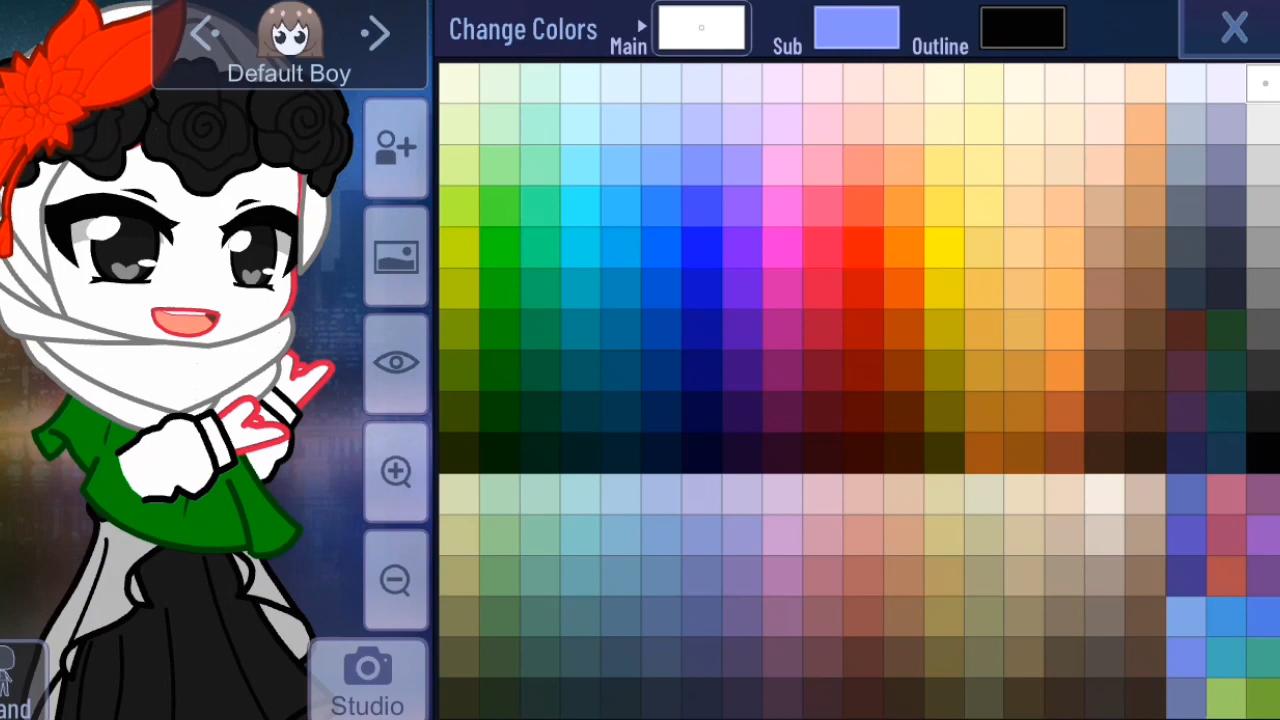 Default Boy
Change Colors
Main
Sub
Outline
X
Studio
and